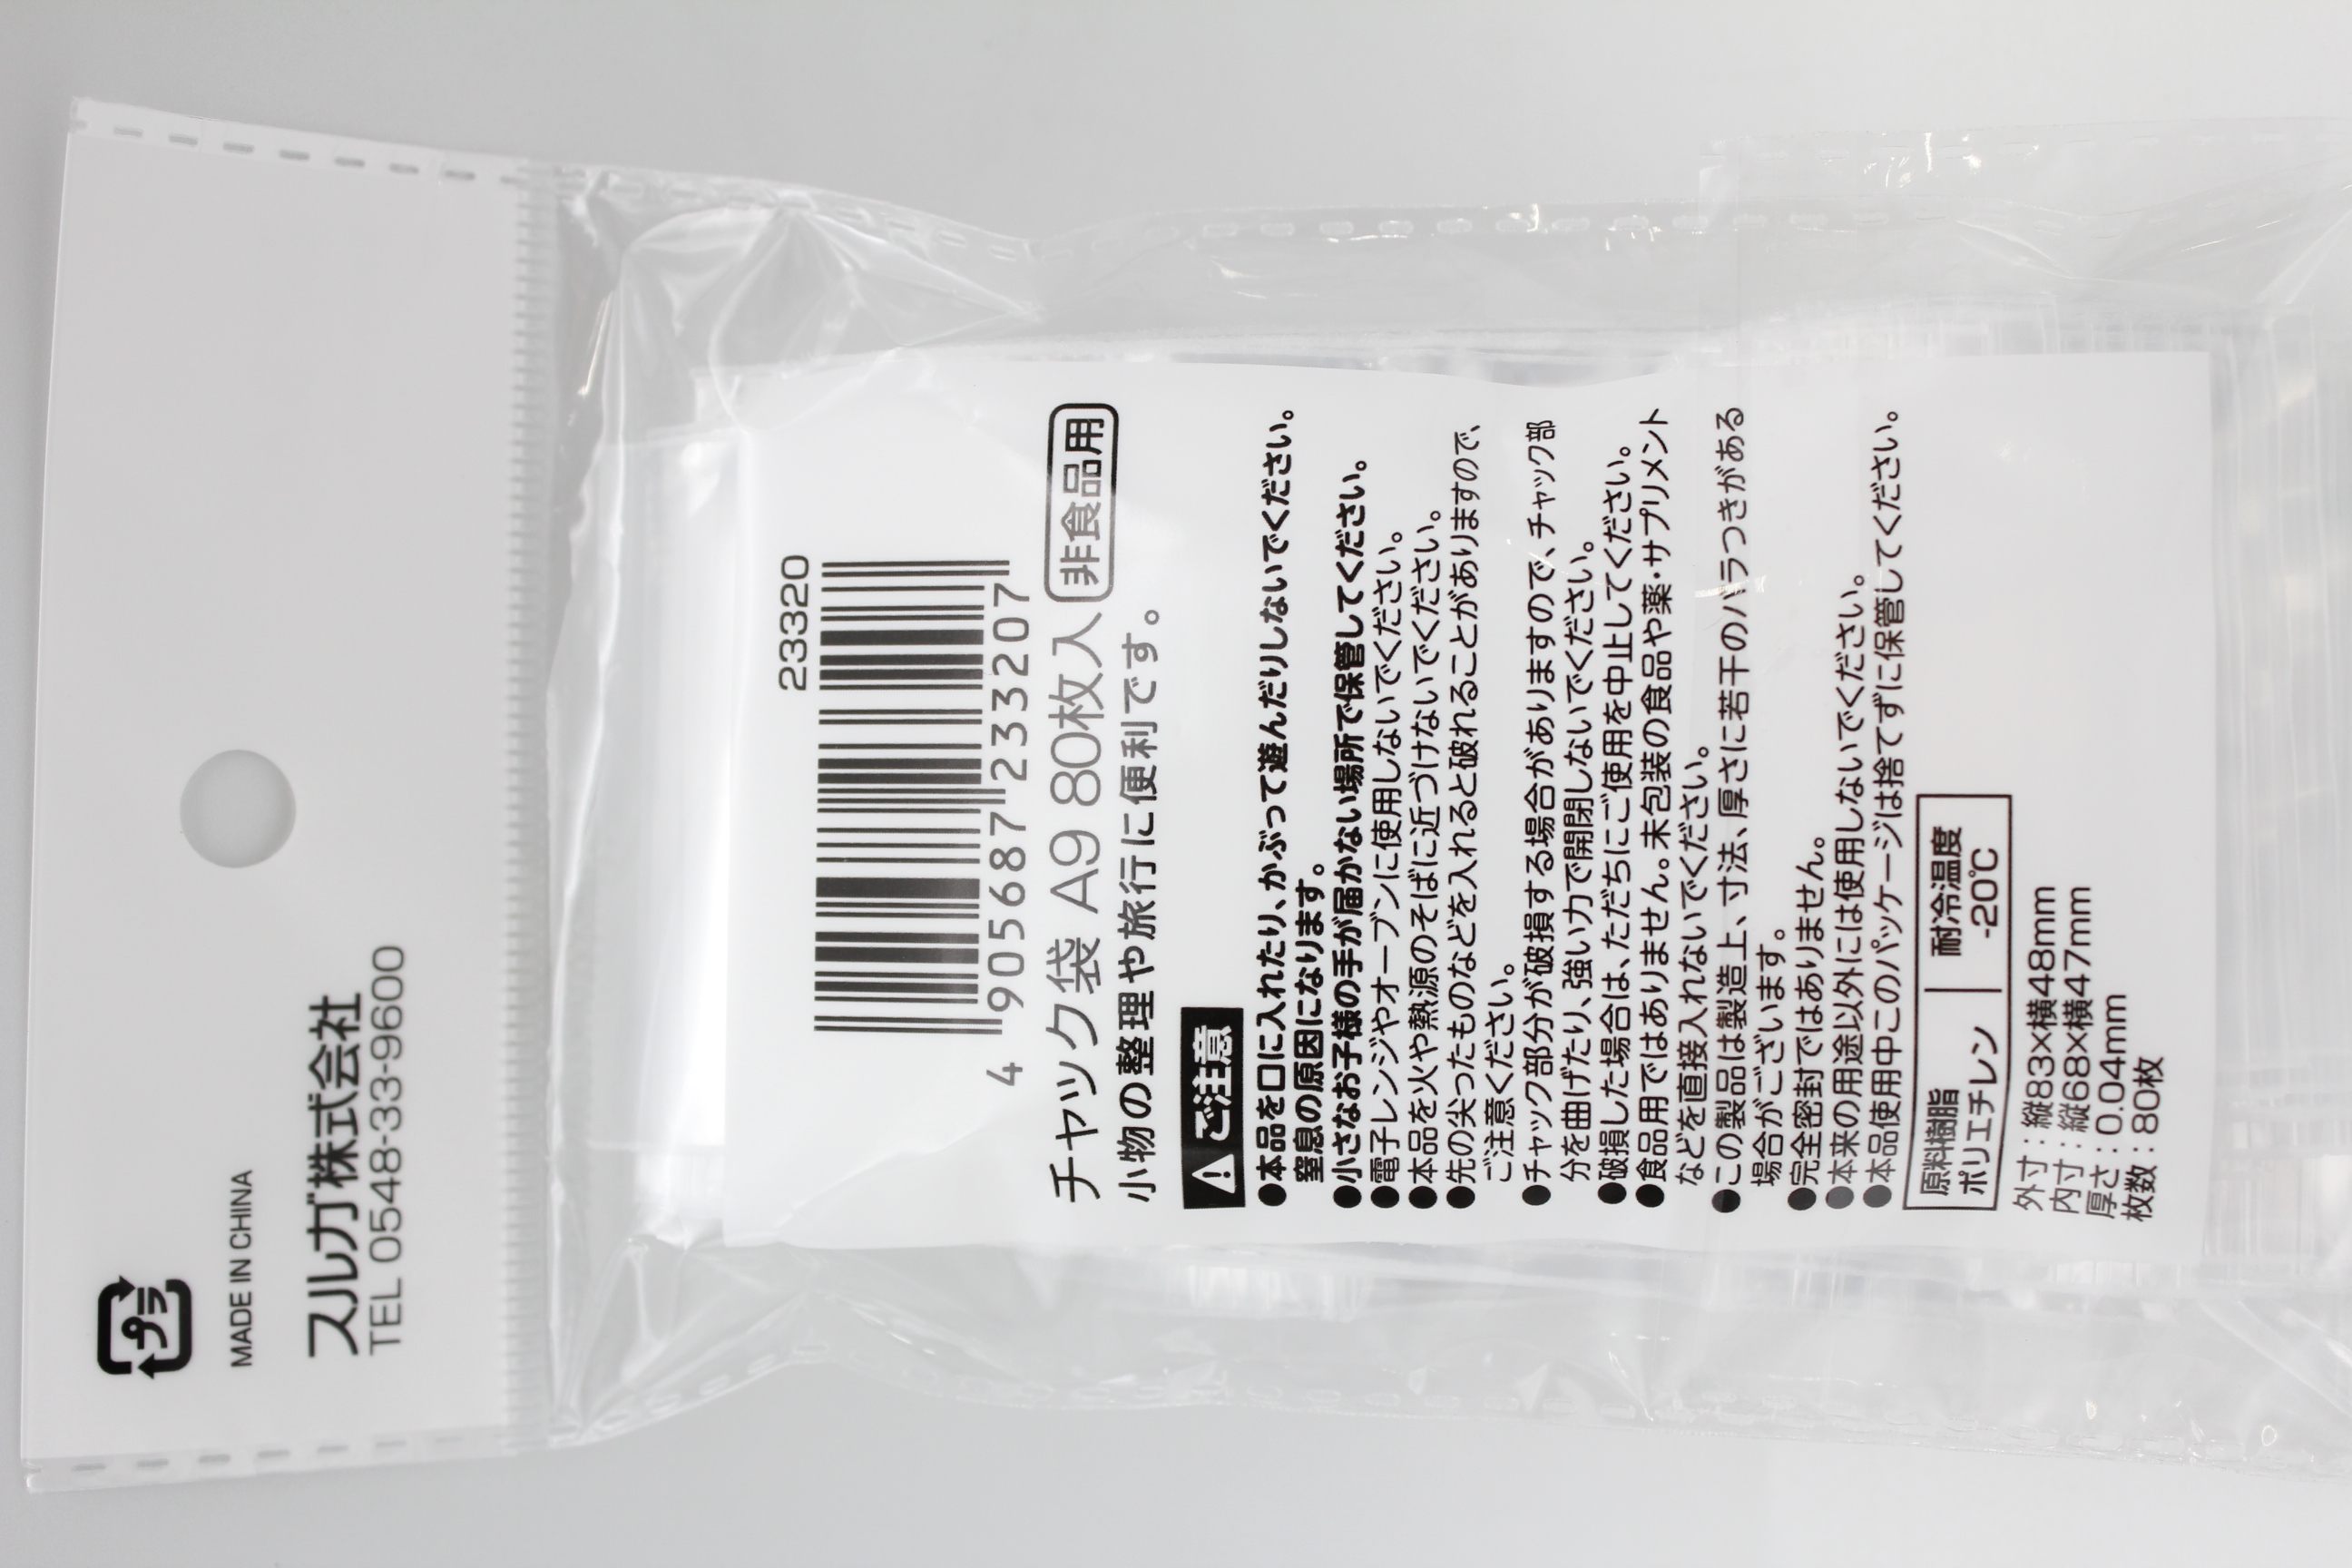 プラ
MADE IN CHINA
スルガ株式会社
TEL 0548-33-9600
23320
4 905687 233207
チャック袋 A9 80枚入 非食品用
小物の整理や旅行に便利です。
ご注意
●本品を口に入れたり、かぶって遊んだりしないでください。
窒息の原因になります。
●小さなお子様の手が届かない場所で保管してください。
●電子レンジやオーブンに使用しないでください。
●本品を火や熱源のそばに近づけないでください。
●先の尖ったものなどを入れると破れることがありますので、
ご注意ください。
●チャック部分が破損する場合がありますので、チャック部
分を曲げたり、強い力で開閉しないでください。
●破損した場合は、ただちにご使用を中止してください。
●食品用ではありません。未包装の食品や薬・サプリメント
などを直接入れないでください。
●この製品は製造上、寸法、厚さに若干のバラつきがある
場合がございます。
●完全密封ではありません。
●本来の用途以外には使用しないでください。
●本品使用中このパッケージは捨てずに保管してください。
原料樹脂 耐冷温度
ポリエチレン -20℃
外寸：縦83×横48mm
内寸：縦68×横47mm
厚さ：0.04mm
枚数：80枚